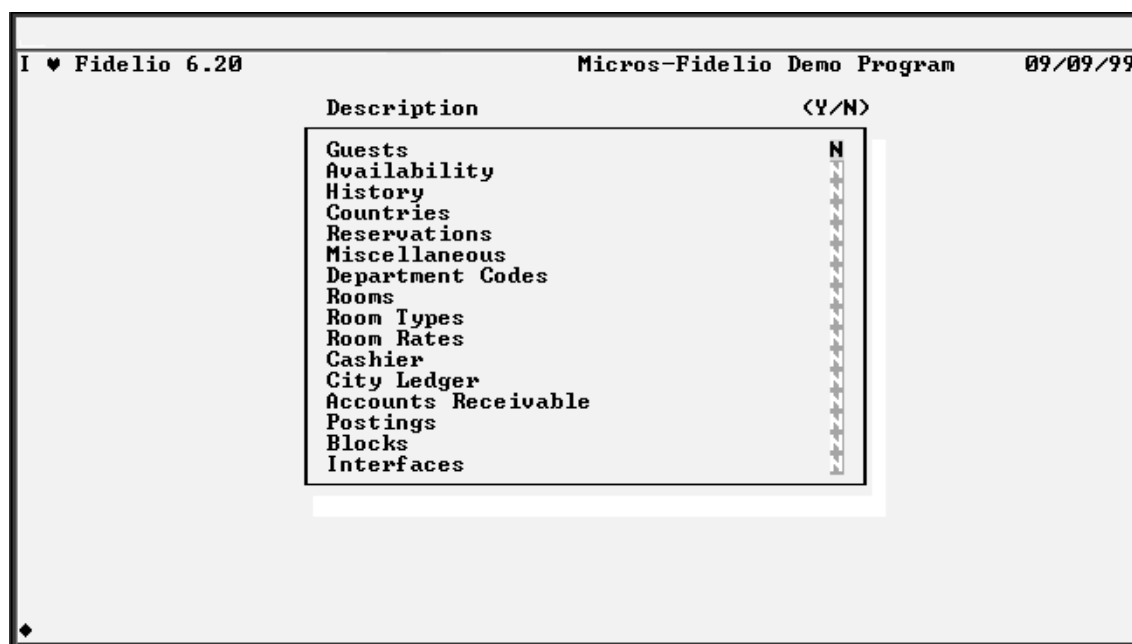 I ♥ Fidelio 6.20 Micros-Fidelio Demo Program 09/09/99
Description (Y/N)
Guests N
Availability N
History N
Countries N
Reservations N
Miscellaneous N
Department Codes N
Rooms N
Room Types N
Room Rates N
Cashier N
City Ledger N
Accounts Receivable N
Postings N
Blocks N
Interfaces N